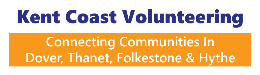 Kent Coast Volunteering
Connecting Communities In
Dover, Thanet, Folkestone & Hythe